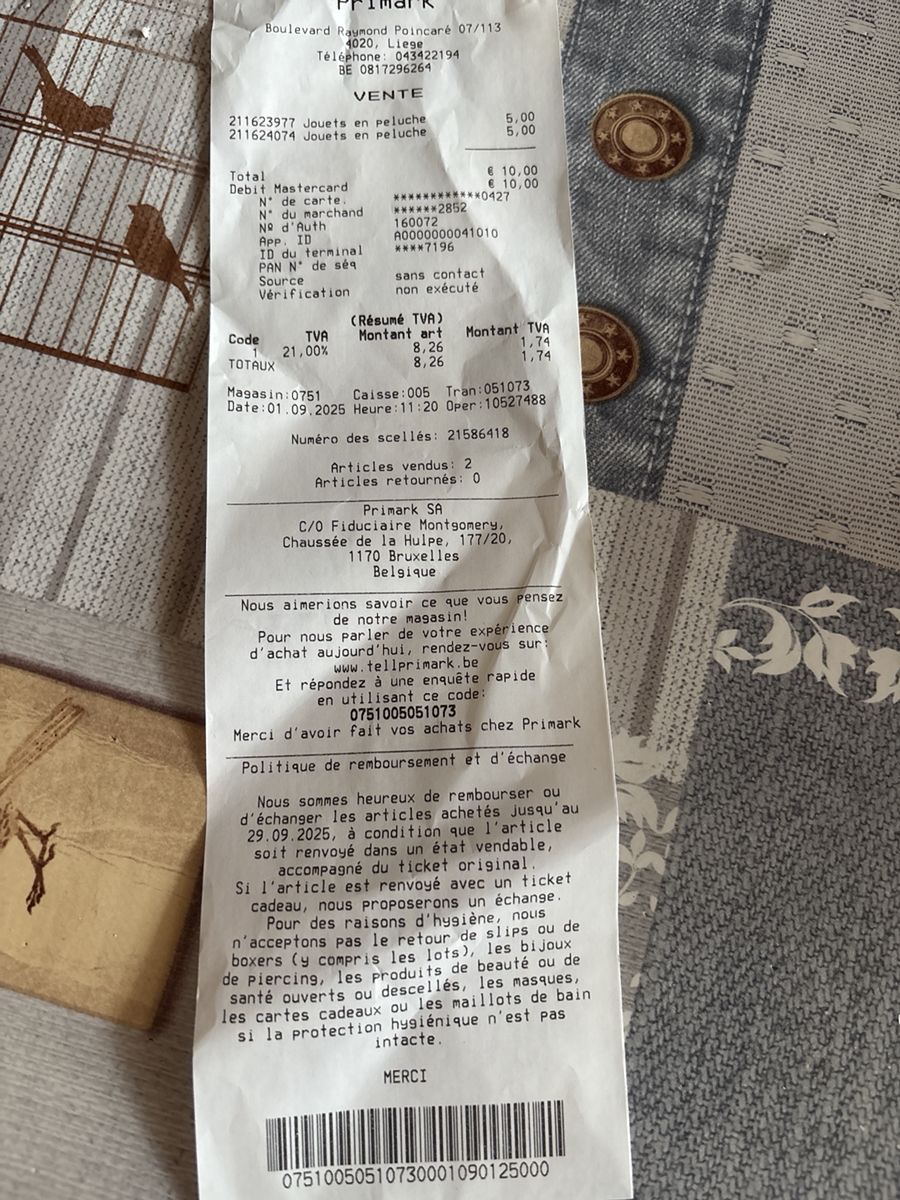 Primark
Boulevard Raymond Poincaré 07/113
4020, Liege
Téléphone: 043422194
BE 0817296264
VENTE
211623977 Jouets en peluche 5,00
211624074 Jouets en peluche 5,00
Total € 10,00
Debit Mastercard € 10,00
N° de carte. ************0427
N° du marchand ******2852
Nº d'Auth 160072
App. ID A0000000041010
ID du terminal ****7196
PAN N° de séq
Source sans contact
Vérification non exécuté
(Résumé TVA)
Code TVA Montant art Montant TVA
1 21,00% 8,26 1,74
TOTAUX 8,26 1,74
Magasin:0751 Caisse:005 Tran:051073
Date:01.09.2025 Heure:11:20 Oper:10527488
Numéro des scellés: 21586418
Articles vendus: 2
Articles retournés: 0
Primark SA
C/O Fiduciaire Montgomery,
Chaussée de la Hulpe, 177/20,
1170 Bruxelles
Belgique
Nous aimerions savoir ce que vous pensez
de notre magasin!
Pour nous parler de votre expérience
d'achat aujourd'hui, rendez-vous sur:
www.tellprimark.be
Et répondez à une enquête rapide
en utilisant ce code:
0751005051073
Merci d'avoir fait vos achats chez Primark
Politique de remboursement et d'échange
Nous sommes heureux de rembourser ou
d'échanger les articles achetés jusqu'au
29.09.2025, à condition que l'article
soit renvoyé dans un état vendable,
accompagné du ticket original.
Si l'article est renvoyé avec un ticket
cadeau, nous proposerons un échange.
Pour des raisons d'hygiène, nous
n'acceptons pas le retour de slips ou de
boxers (y compris les lots), les bijoux
de piercing, les produits de beauté ou de
santé ouverts ou descellés, les masques,
les cartes cadeaux ou les maillots de bain
si la protection hygiénique n'est pas
intacte.
MERCI
07510050510730001090125000